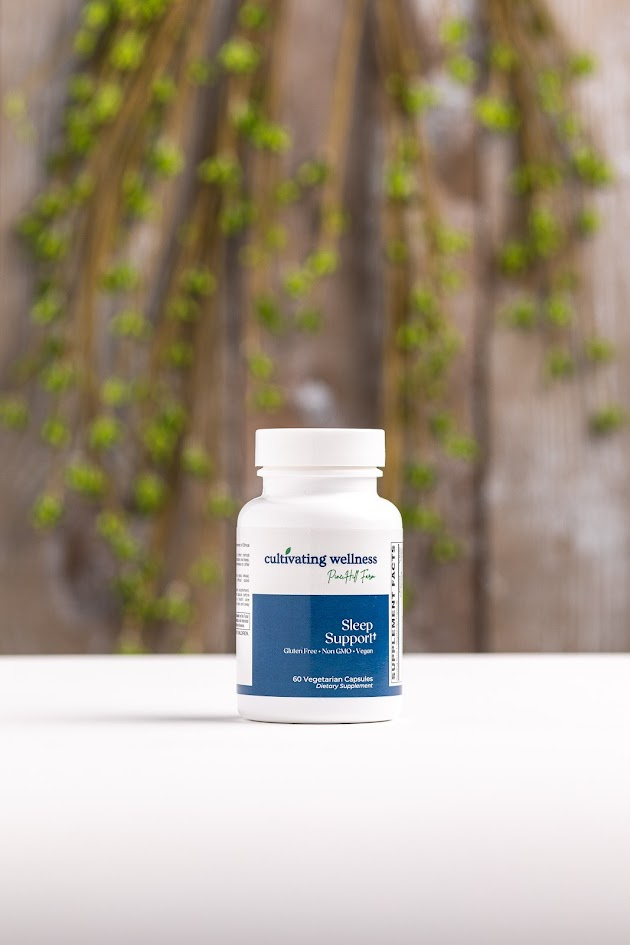 cultivating wellness
Pine Hill Farm
Sleep
Support†
Gluten Free • Non GMO • Vegan
60 Vegetarian Capsules
Dietary Supplement
SUPPLEMENT FACTS